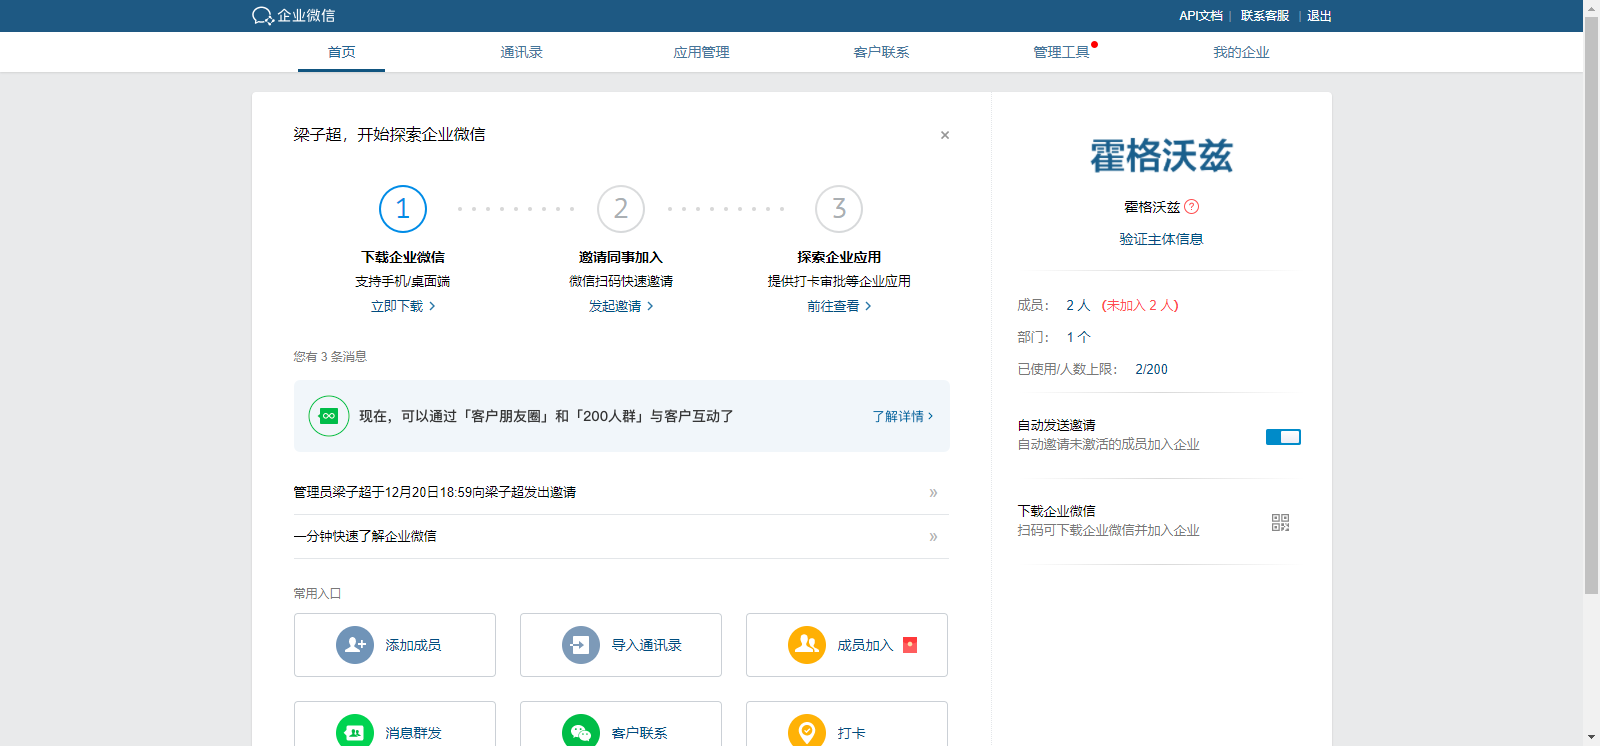 企业微信
API文档 | 联系客服 | 退出
首页 通讯录 应用管理 客户联系 管理工具 我的企业
梁子超，开始探索企业微信
×
1 2 3
下载企业微信 邀请同事加入 探索企业应用
支持手机/桌面端 微信扫码快速邀请 提供打卡审批等企业应用
立即下载 > 发起邀请 > 前往查看 >
您有 3 条消息
现在，可以通过「客户朋友圈」和「200人群」与客户互动了 了解详情 >
管理员梁子超于12月20日18:59向梁子超发出邀请 »
一分钟快速了解企业微信 »
常用入口
添加成员 导入通讯录 成员加入
消息群发 客户联系 打卡
霍格沃兹
霍格沃兹 ?
验证主体信息
成员： 2 人 (未加入 2 人)
部门： 1 个
已使用/人数上限： 2/200
自动发送邀请
自动邀请未激活的成员加入企业
下载企业微信
扫码可下载企业微信并加入企业